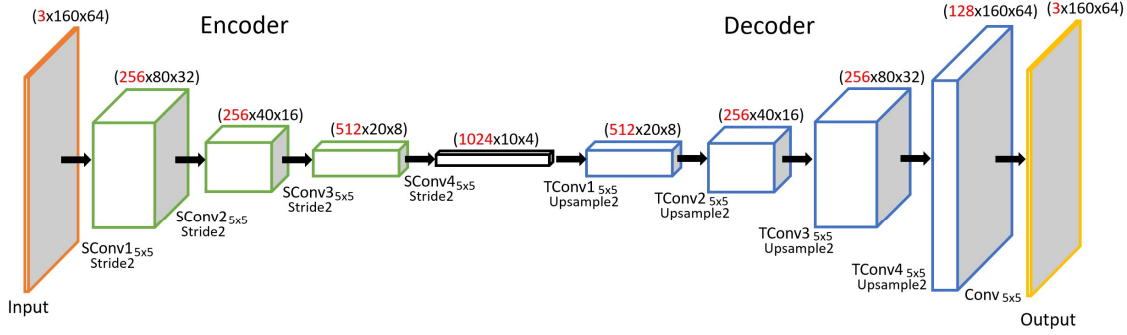 Encoder
Decoder
(3x160x64)
(256x80x32)
(256x40x16)
(512x20x8)
(1024x10x4)
(512x20x8)
(256x40x16)
(256x80x32)
(128x160x64)
(3x160x64)
Input
SConv1 5x5
Stride2
SConv2 5x5
Stride2
SConv3 5x5
Stride2
SConv4 5x5
Stride2
TConv1 5x5
Upsample2
TConv2 5x5
Upsample2
TConv3 5x5
Upsample2
TConv4 5x5
Upsample2
Conv 5x5
Output